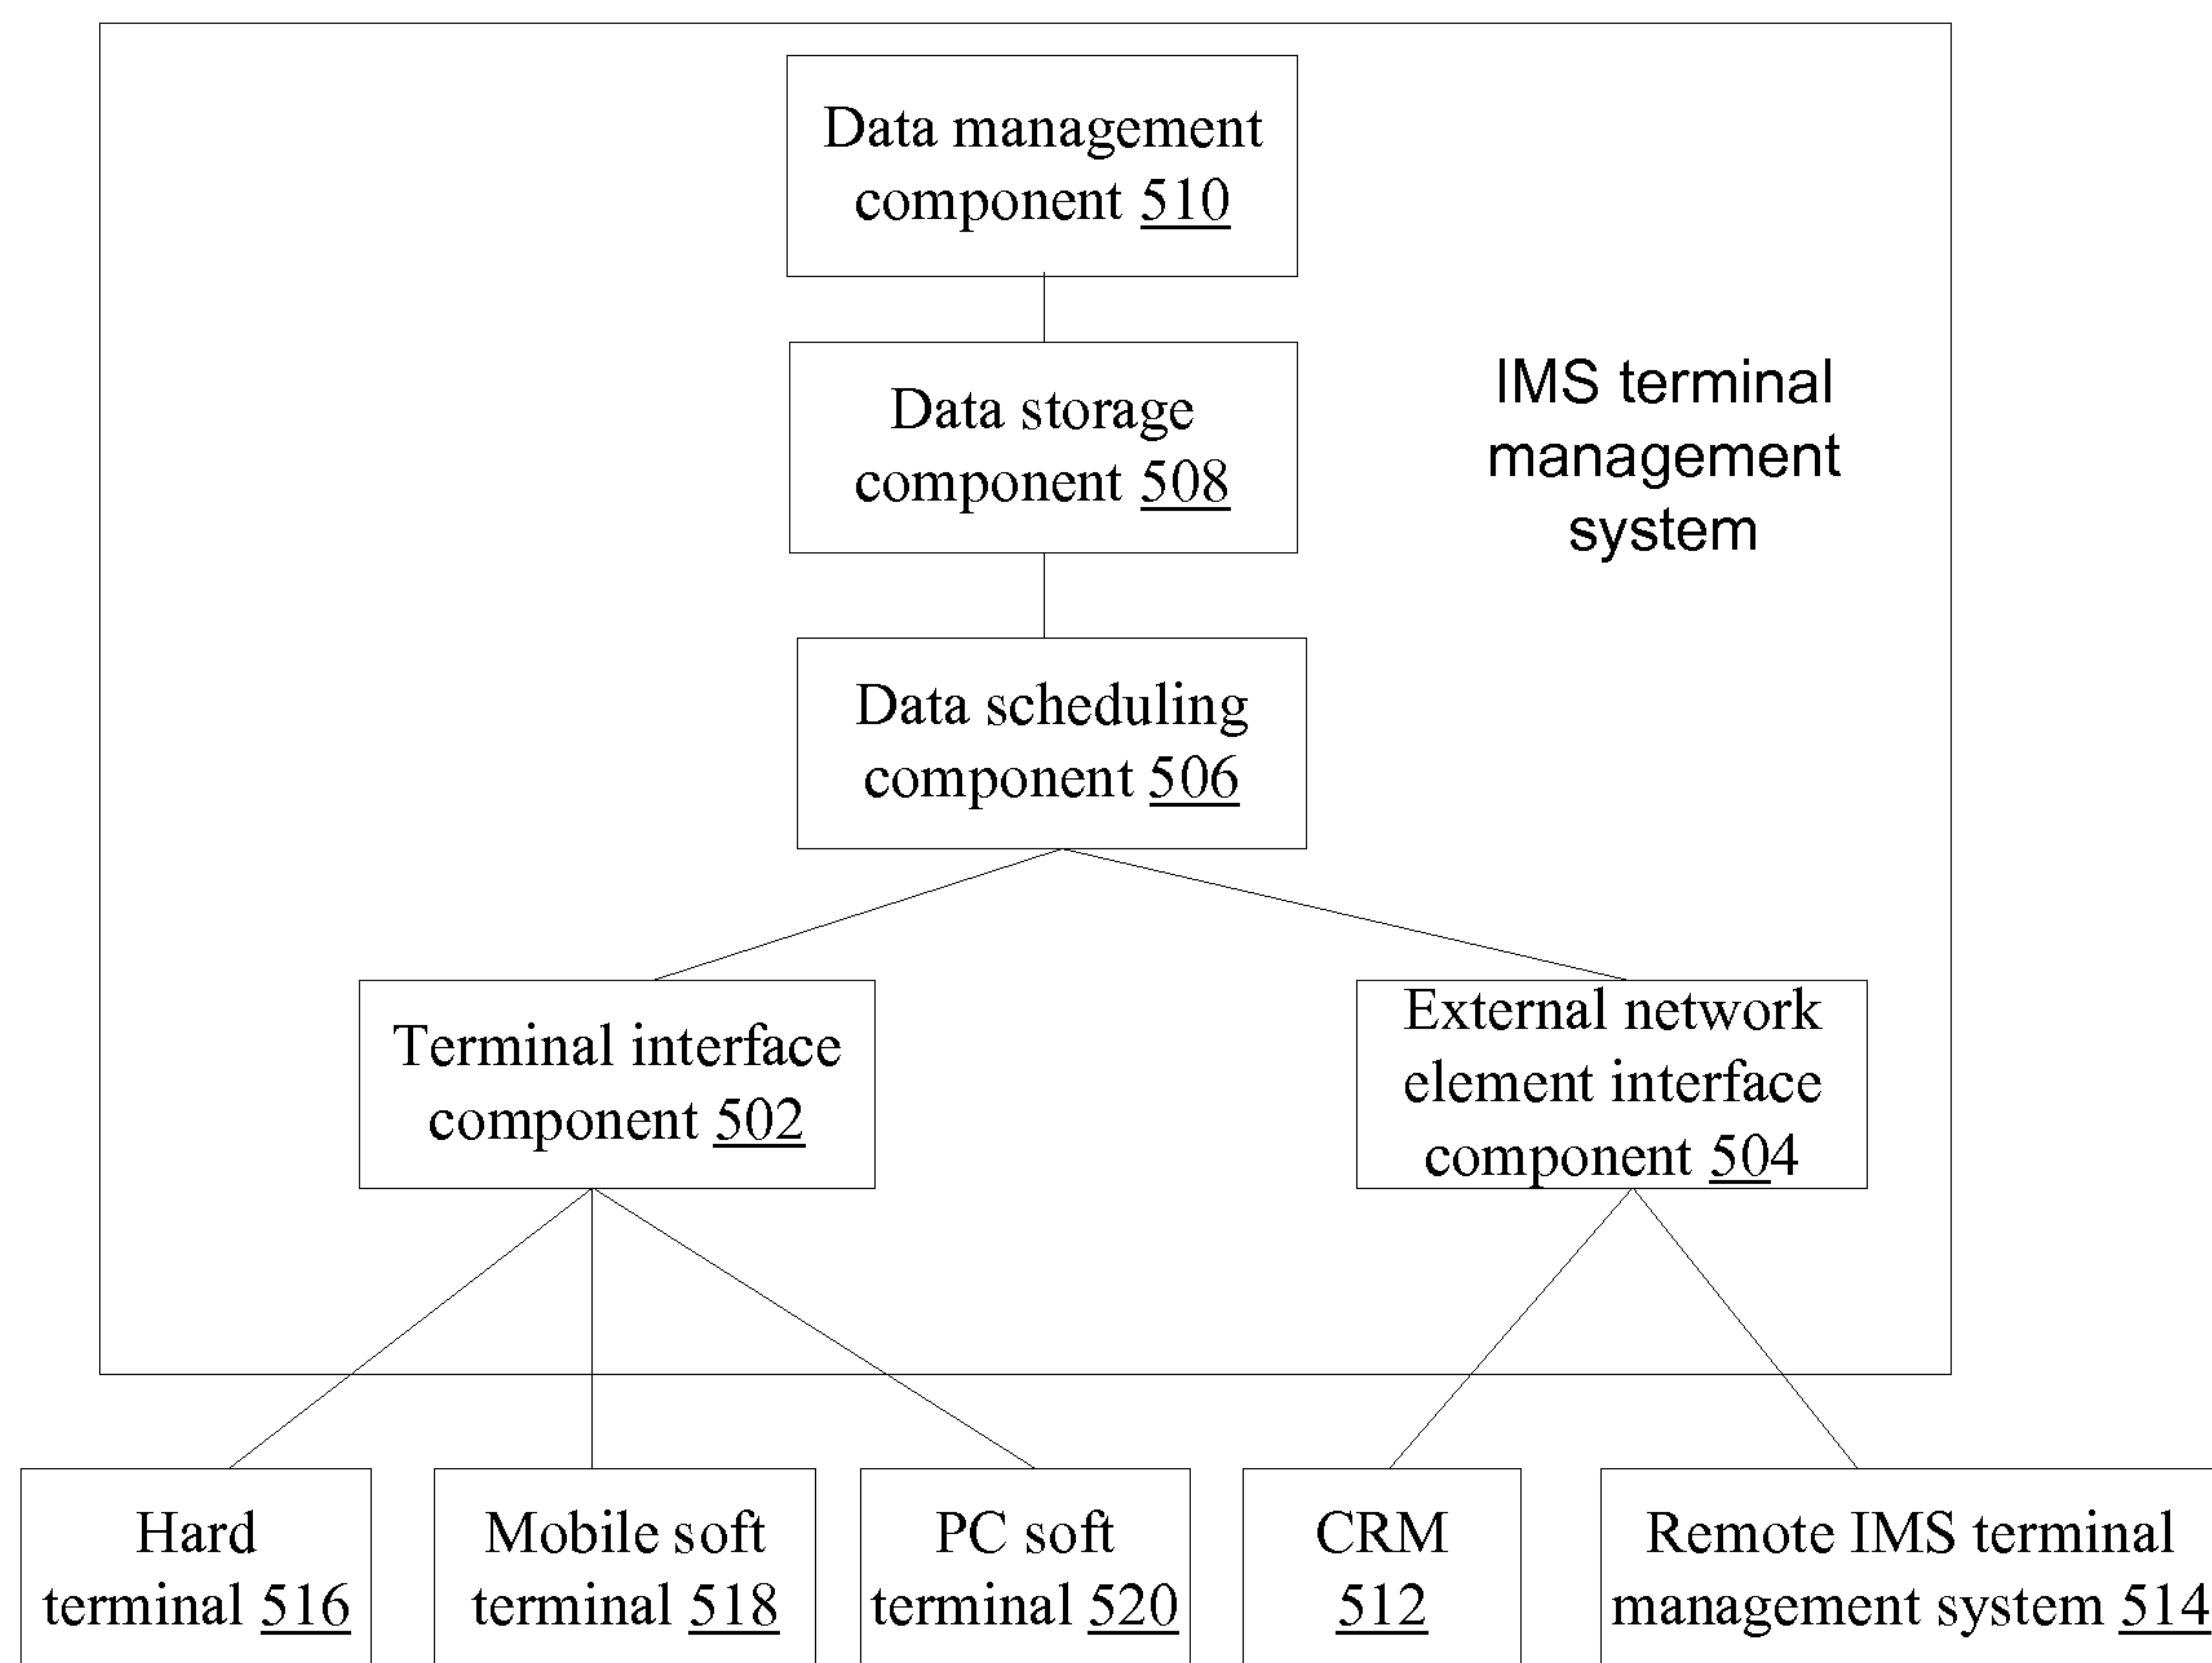 Data management
component 510
Data storage
component 508
IMS terminal
management
system
Data scheduling
component 506
Terminal interface
component 502
External network
element interface
component 504
Hard
terminal 516
Mobile soft
terminal 518
PC soft
terminal 520
CRM
512
Remote IMS terminal
management system 514